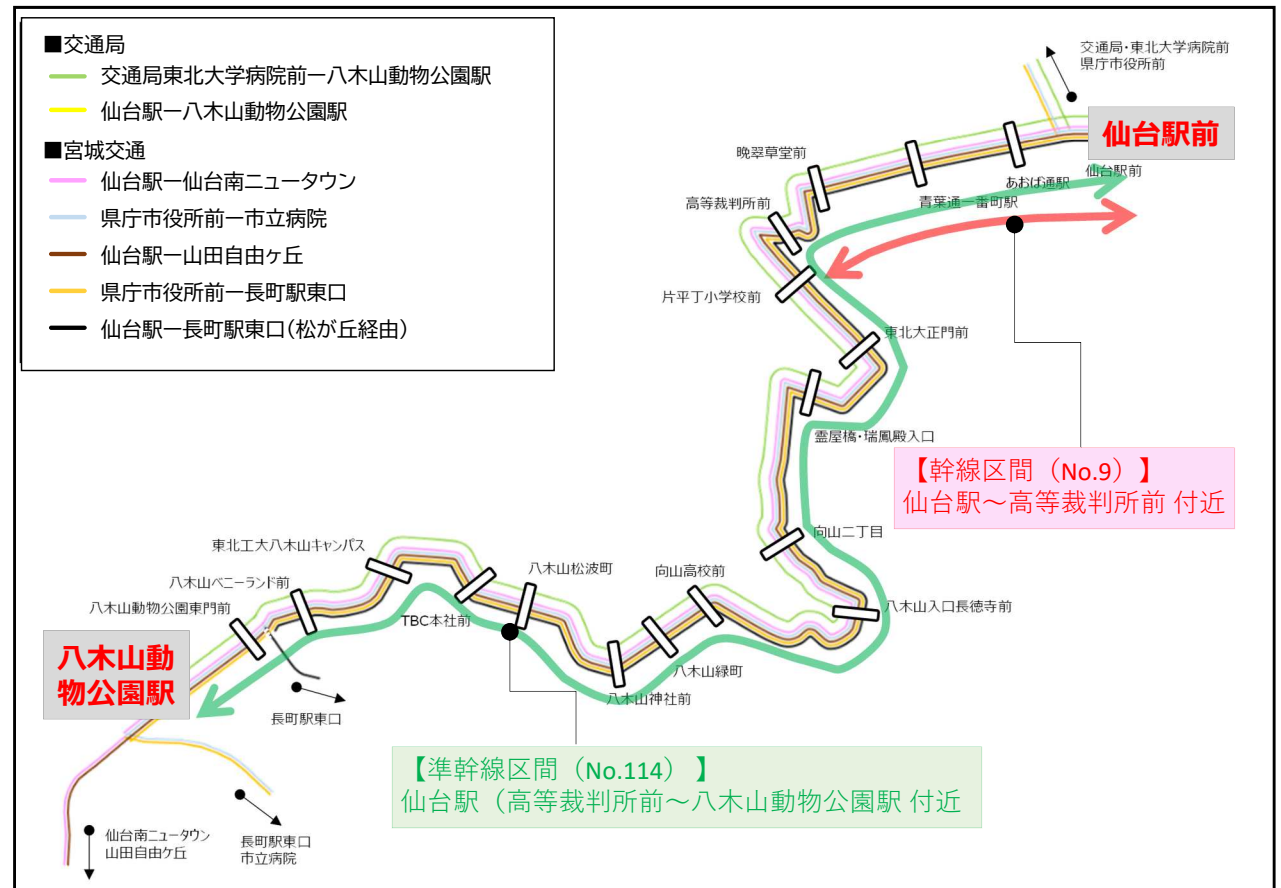 ■交通局
交通局東北大学病院前ー八木山動物公園駅
仙台駅ー八木山動物公園駅
■宮城交通
仙台駅ー仙台南ニュータウン
県庁市役所前ー市立病院
仙台駅ー山田自由ヶ丘
県庁市役所前ー長町駅東口
仙台駅ー長町駅東口(松が丘経由)
交通局・東北大学病院前
県庁市役所前
仙台駅前
仙台駅前
あおば通駅
青葉通一番町駅
晩翠草堂前
高等裁判所前
片平丁小学校前
東北大正門前
霊屋橋・瑞鳳殿入口
【幹線区間（No.9）】
仙台駅～高等裁判所前 付近
向山二丁目
八木山入口長徳寺前
向山高校前
八木山緑町
八木山神社前
八木山松波町
TBC本社前
東北工大八木山キャンパス
八木山ベニーランド前
八木山動物公園東門前
八木山動
物公園駅
長町駅東口
【準幹線区間（No.114）】
仙台駅（高等裁判所前～八木山動物公園駅 付近
仙台南ニュータウン
山田自由ケ丘
長町駅東口
市立病院